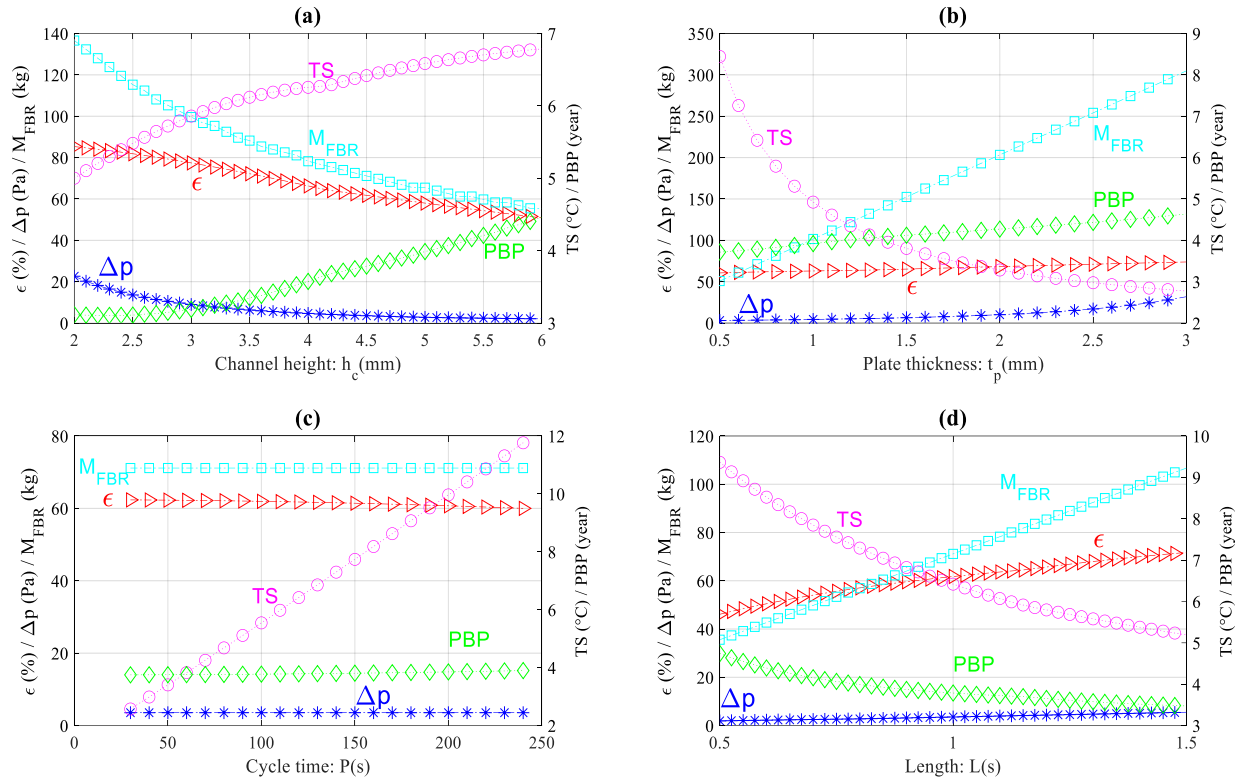 (a)
140
120
100
80
60
40
20
0
ϵ (%) / Δp (Pa) / M_FBR (kg)
7
6
5
4
3
TS (°C) / PBP (year)
TS
M_FBR
ϵ
PBP
Δp
2 2.5 3 3.5 4 4.5 5 5.5 6
Channel height: h_c(mm)
(b)
350
300
250
200
150
100
50
0
ϵ (%) / Δp (Pa) / M_FBR (kg)
9
8
7
6
5
4
3
2
TS (°C) / PBP (year)
TS
M_FBR
PBP
ϵ
Δp
0.5 1 1.5 2 2.5 3
Plate thickness: t_p(mm)
(c)
80
60
40
20
0
ϵ (%) / Δp (Pa) / M_FBR (kg)
12
10
8
6
4
2
TS (°C) / PBP (year)
M_FBR
ϵ
TS
PBP
Δp
0 50 100 150 200 250
Cycle time: P(s)
(d)
120
100
80
60
40
20
0
ϵ (%) / Δp (Pa) / M_FBR (kg)
10
9
8
7
6
5
4
3
TS (°C) / PBP (year)
M_FBR
TS
ϵ
PBP
Δp
0.5 1 1.5
Length: L(s)